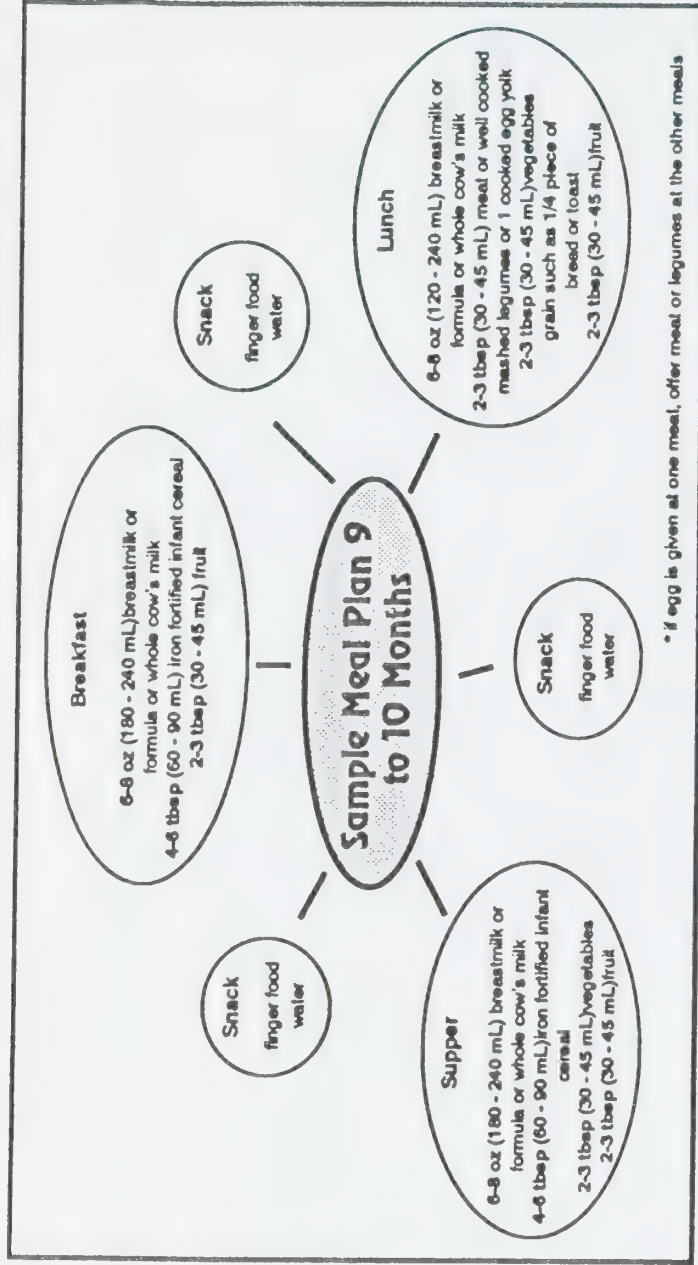 Breakfast
6-8 oz (180 - 240 mL)breastmilk or
formula or whole cow's milk
4-6 tbsp (60 - 90 mL) iron fortified infant cereal
2-3 tbsp (30 - 45 mL) fruit
Snack
finger food
water
Lunch
6-8 oz (120 - 240 mL) breastmilk or
formula or whole cow's milk
2-3 tbsp (30 - 45 mL) meat or well cooked
mashed legumes or 1 cooked egg yolk
2-3 tbsp (30 - 45 mL)vegetables
grain such as 1/4 piece of
bread or toast
2-3 tbsp (30 - 45 mL)fruit
Snack
finger food
water
Supper
6-8 oz (180 - 240 mL) breastmilk or
formula or whole cow's milk
4-6 tbsp (60 - 90 mL)iron fortified infant
cereal
2-3 tbsp (30 - 45 mL)vegetables
2-3 tbsp (30 - 45 mL)fruit
Snack
finger food
water
Sample Meal Plan 9
to 10 Months
* if egg is given at one meal, offer meat or legumes at the other meals